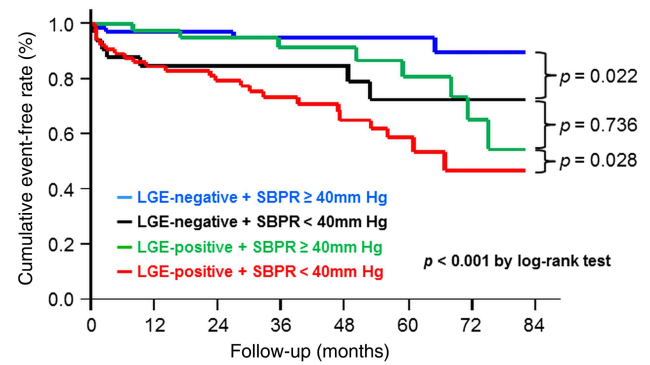 Cumulative event-free rate (%)
1.0
0.8
0.6
0.4
0.2
0.0
p = 0.022
p = 0.736
p = 0.028
LGE-negative + SBPR ≥ 40mm Hg
LGE-negative + SBPR < 40mm Hg
LGE-positive + SBPR ≥ 40mm Hg
LGE-positive + SBPR < 40mm Hg
p < 0.001 by log-rank test
0 12 24 36 48 60 72 84
Follow-up (months)